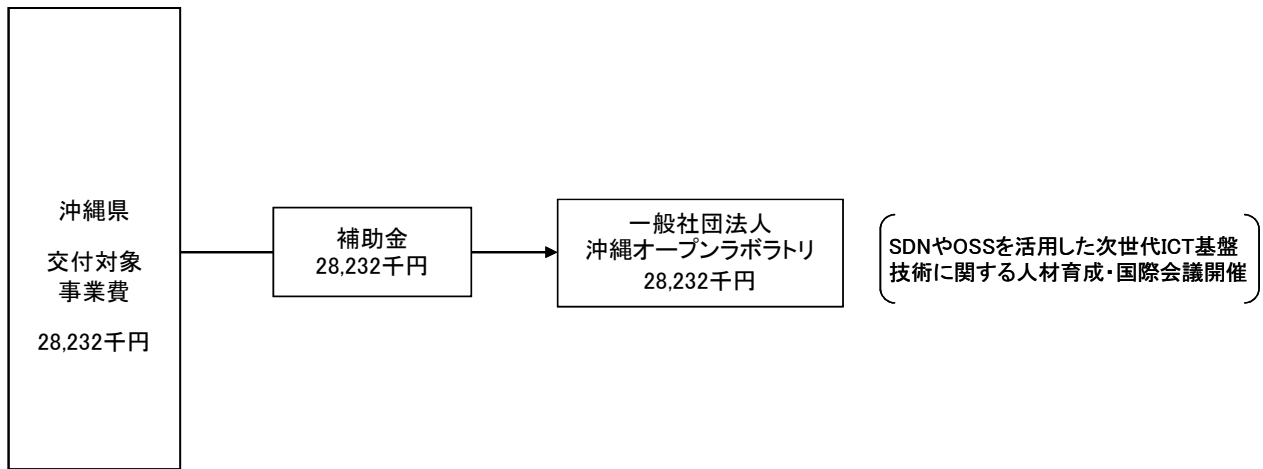 沖縄県
交付対象
事業費
28,232千円
補助金
28,232千円
一般社団法人
沖縄オープンラボラトリ
28,232千円
SDNやOSSを活用した次世代ICT基盤
技術に関する人材育成・国際会議開催